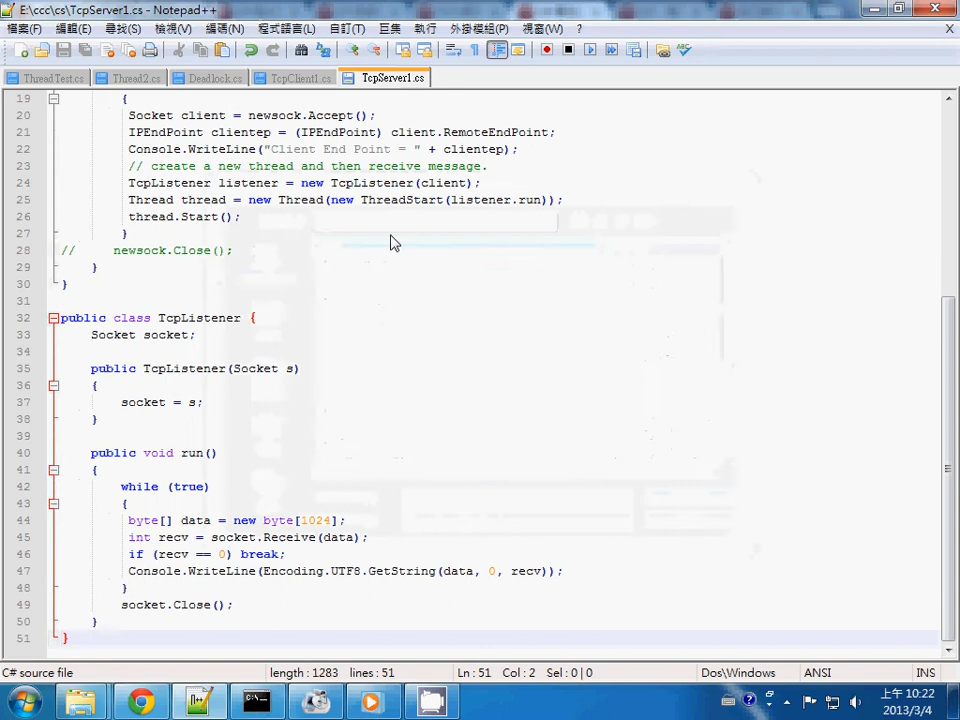 E:\ccc\cs\TcpServer1.cs - Notepad++
檔案(F) 編輯(E) 尋找(S) 檢視(V) 編碼(N) 程式語言(L) 自訂(T) 巨集 執行 外掛模組(P) 視窗(W) ? X
ThreadTest.cs Thread2.cs Deadlock.cs TcpClient1.cs TcpServer1.cs
19 {
20 Socket client = newsock.Accept();
21 IPEndPoint clientep = (IPEndPoint) client.RemoteEndPoint;
22 Console.WriteLine("Client End Point = " + clientep);
23 // create a new thread and then receive message.
24 TcpListener listener = new TcpListener(client);
25 Thread thread = new Thread(new ThreadStart(listener.run));
26 thread.Start();
27 }
28 // newsock.Close();
29 }
30 }
31
32 public class TcpListener {
33 Socket socket;
34
35 public TcpListener(Socket s)
36 {
37 socket = s;
38 }
39
40 public void run()
41 {
42 while (true)
43 {
44 byte[] data = new byte[1024];
45 int recv = socket.Receive(data);
46 if (recv == 0) break;
47 Console.WriteLine(Encoding.UTF8.GetString(data, 0, recv));
48 }
49 socket.Close();
50 }
51 }
C# source file length : 1283 lines : 51 Ln : 51 Col : 2 Sel : 0 | 0 Dos\Windows ANSI INS
上午 10:22
2013/3/4